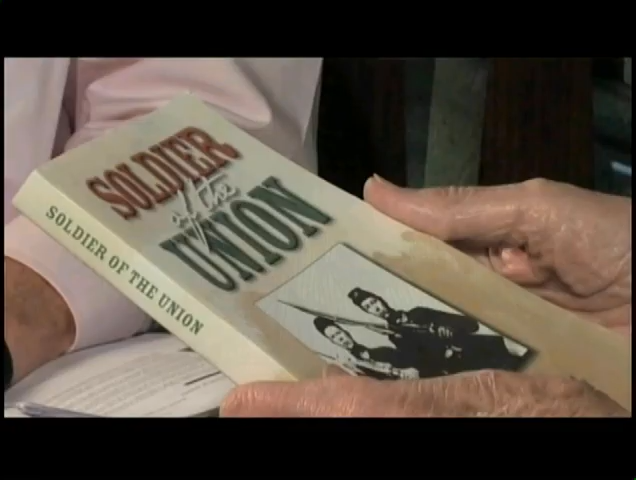 SOLDIER
of the
UNION
SOLDIER OF THE UNION